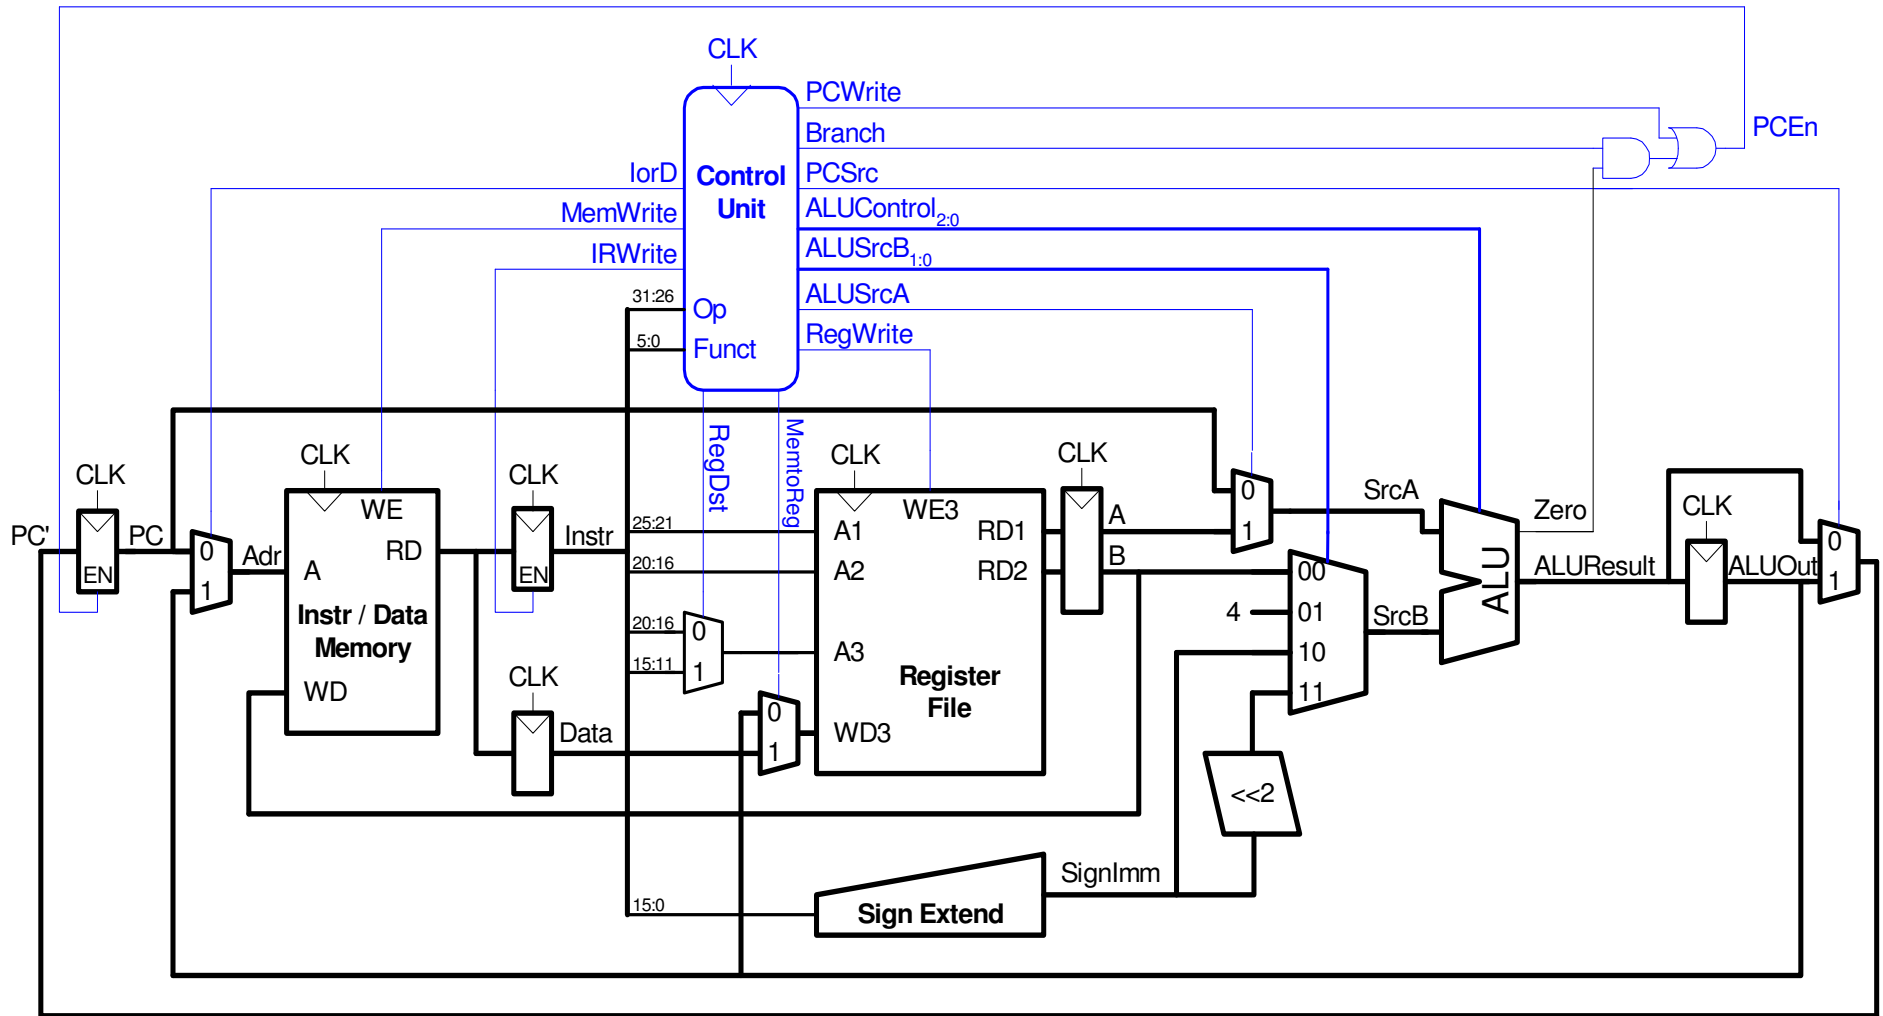 CLK
PCWrite
Branch
PCEn
IorD
Control
Unit
PCSrc
MemWrite
ALUControl2:0
IRWrite
ALUSrcB1:0
31:26
Op
ALUSrcA
5:0
Funct
RegWrite
RegDst
MemtoReg
CLK
CLK
CLK
CLK
CLK
PC'
EN
PC
0
1
Adr
WE
A
RD
Instr / Data
Memory
WD
EN
Instr
CLK
Data
25:21
20:16
20:16
15:11
0
1
0
1
15:0
WE3
A1
RD1
A2
RD2
A3
Register
File
WD3
Sign Extend
SignImm
CLK
A
B
0
1
SrcA
4
00
01
10
11
SrcB
<<2
ALU
Zero
ALUResult
CLK
ALUOut
0
1